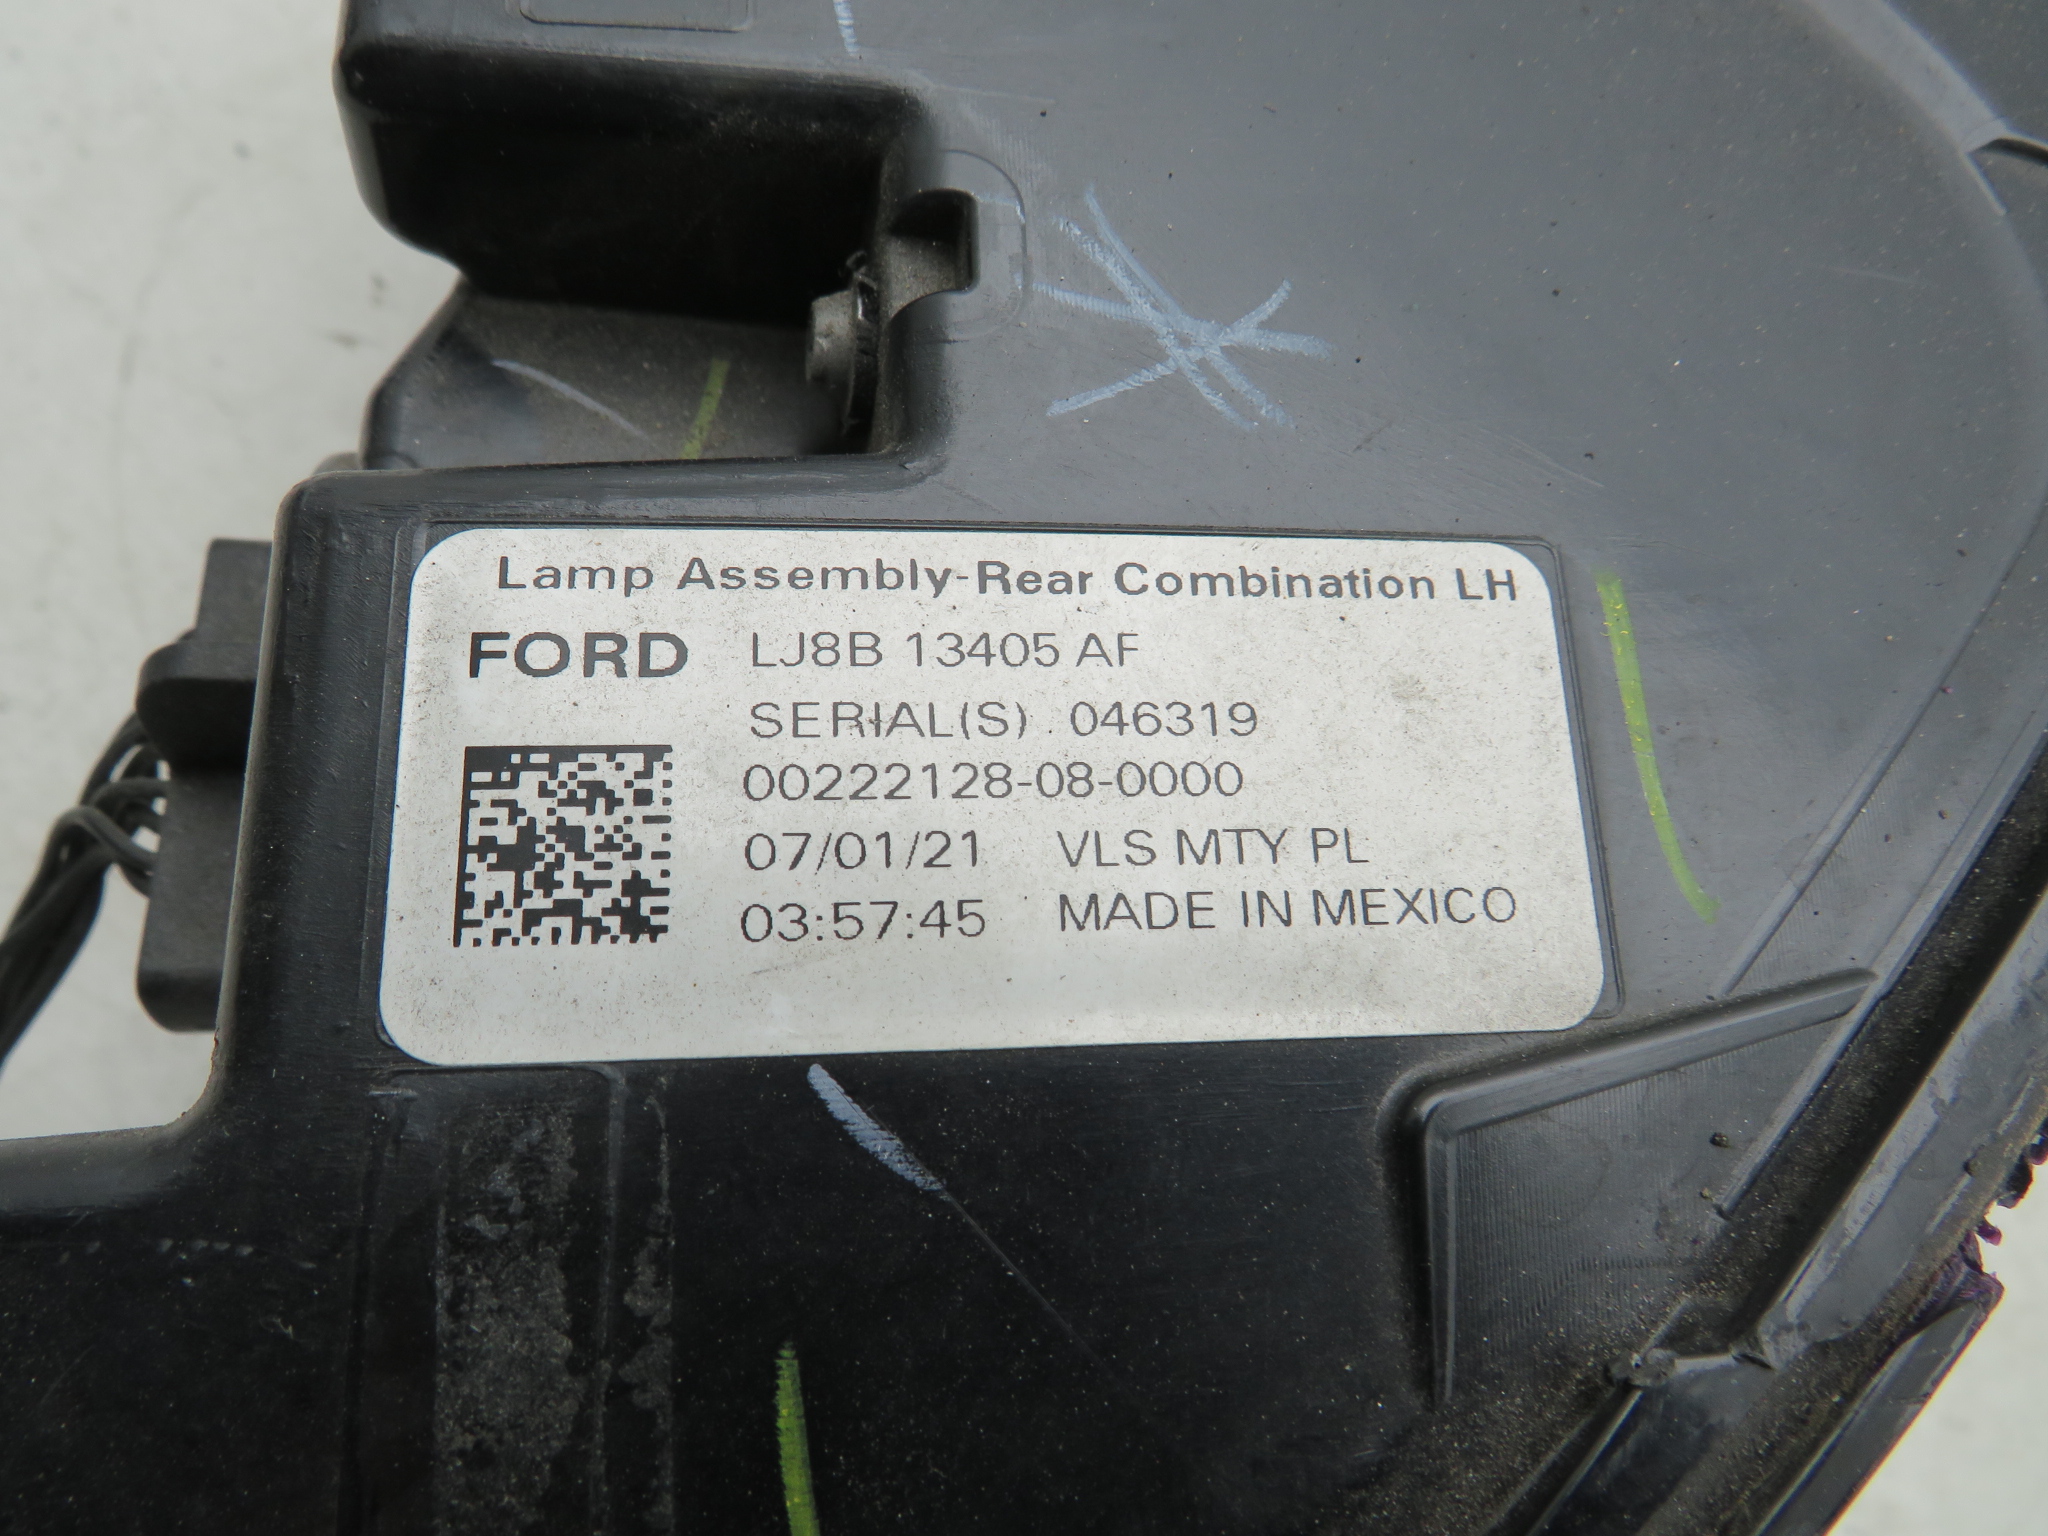 Lamp Assembly-Rear Combination LH
FORD LJ8B 13405 AF
SERIAL(S) 046319
00222128-08-0000
07/01/21 VLS MTY PL
03:57:45 MADE IN MEXICO